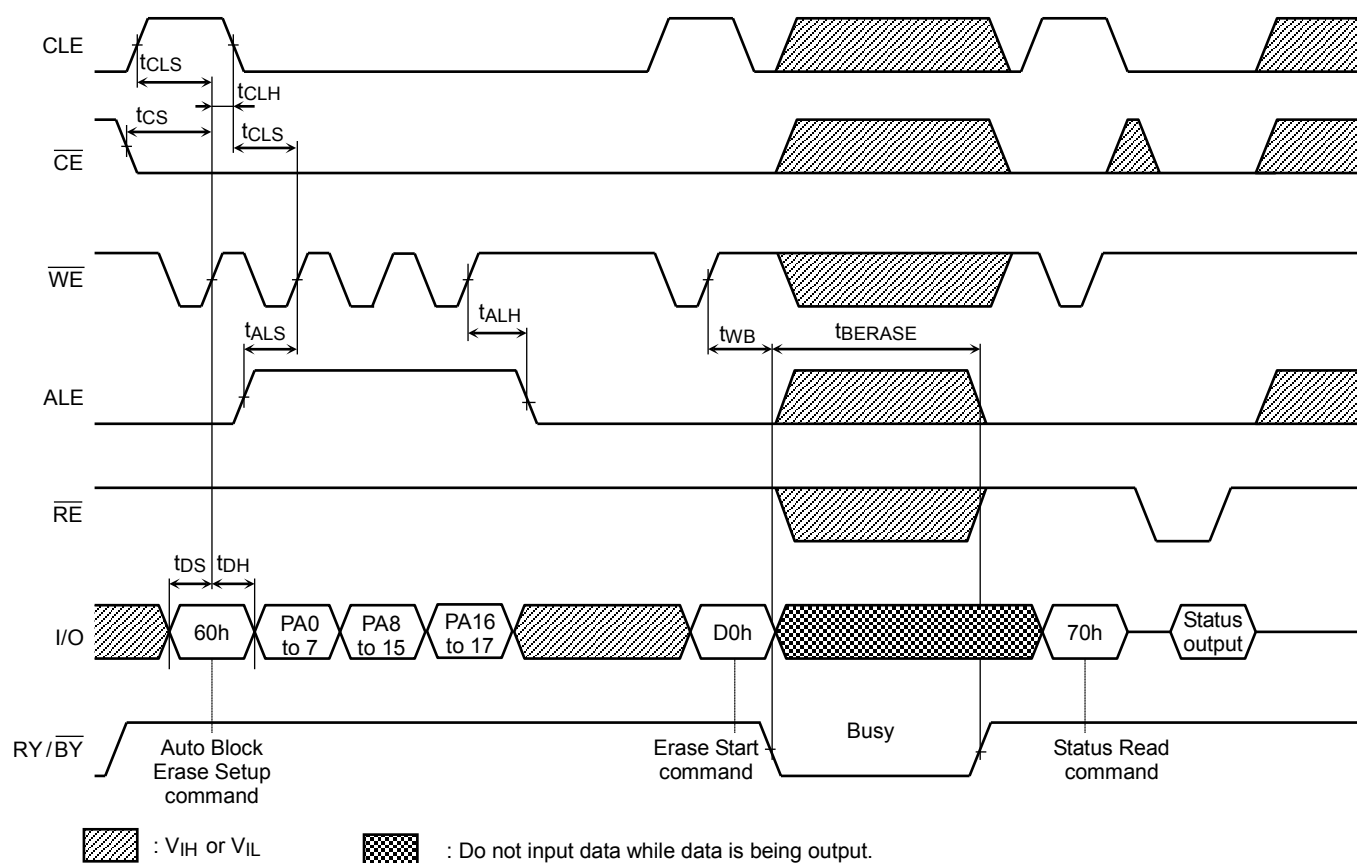 CLE
tCLS
tCLH
tCS
tCLS
CE
WE
tALS
tALH
tWB
tBERASE
ALE
RE
tDS
tDH
I/O
60h
PA0
to 7
PA8
to 15
PA16
to 17
D0h
70h
Status
output
RY/BY
Busy
Auto Block
Erase Setup
command
Erase Start
command
Status Read
command
: VIH or VIL
: Do not input data while data is being output.